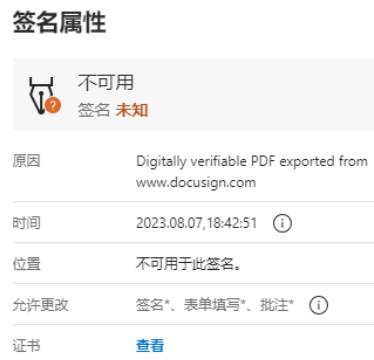 签名属性
不可用
签名 未知
原因 Digitally verifiable PDF exported from
www.docusign.com
时间 2023.08.07,18:42:51
位置 不可用于此签名。
允许更改 签名*、表单填写*、批注*
证书 查看